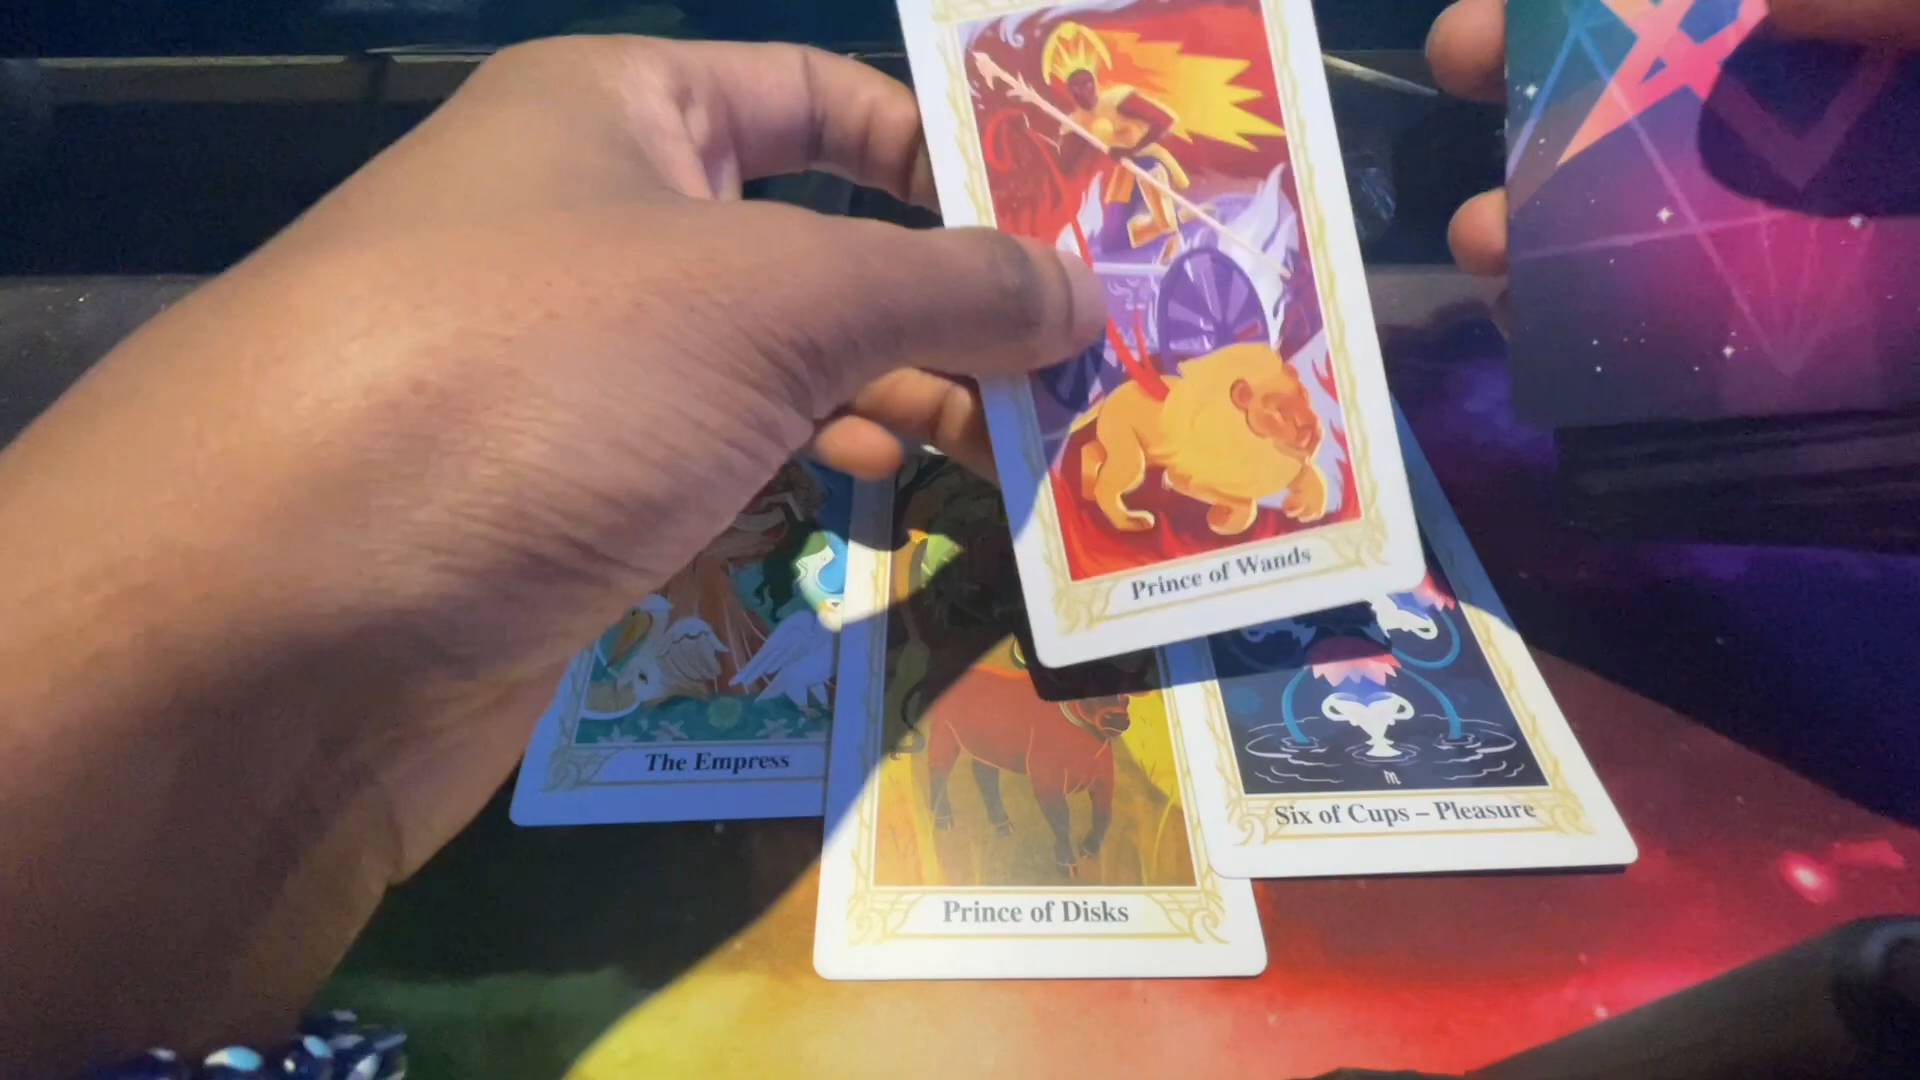 Prince of Wands
The Empress
Six of Cups – Pleasure
Prince of Disks